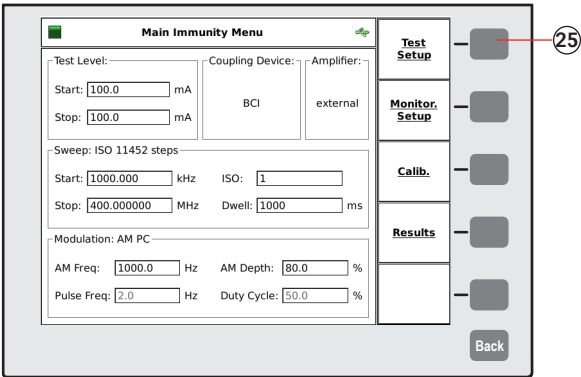 Main Immunity Menu
Test Level:
Start: 100.0 mA
Stop: 100.0 mA
Coupling Device:
BCI
Amplifier:
external
Sweep: ISO 11452 steps
Start: 1000.000 kHz ISO: 1
Stop: 400.000000 MHz Dwell: 1000 ms
Modulation: AM PC
AM Freq: 1000.0 Hz AM Depth: 80.0 %
Pulse Freq: 2.0 Hz Duty Cycle: 50.0 %
Test
Setup
Monitor.
Setup
Calib.
Results
Back
25